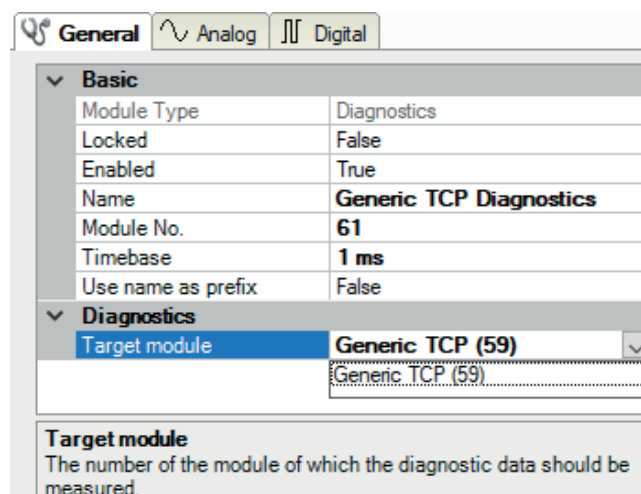 General Analog Digital
Basic
Module Type Diagnostics
Locked False
Enabled True
Name Generic TCP Diagnostics
Module No. 61
Timebase 1 ms
Use name as prefix False
Diagnostics
Target module Generic TCP (59)
Generic TCP (59)
Target module
The number of the module of which the diagnostic data should be
measured.